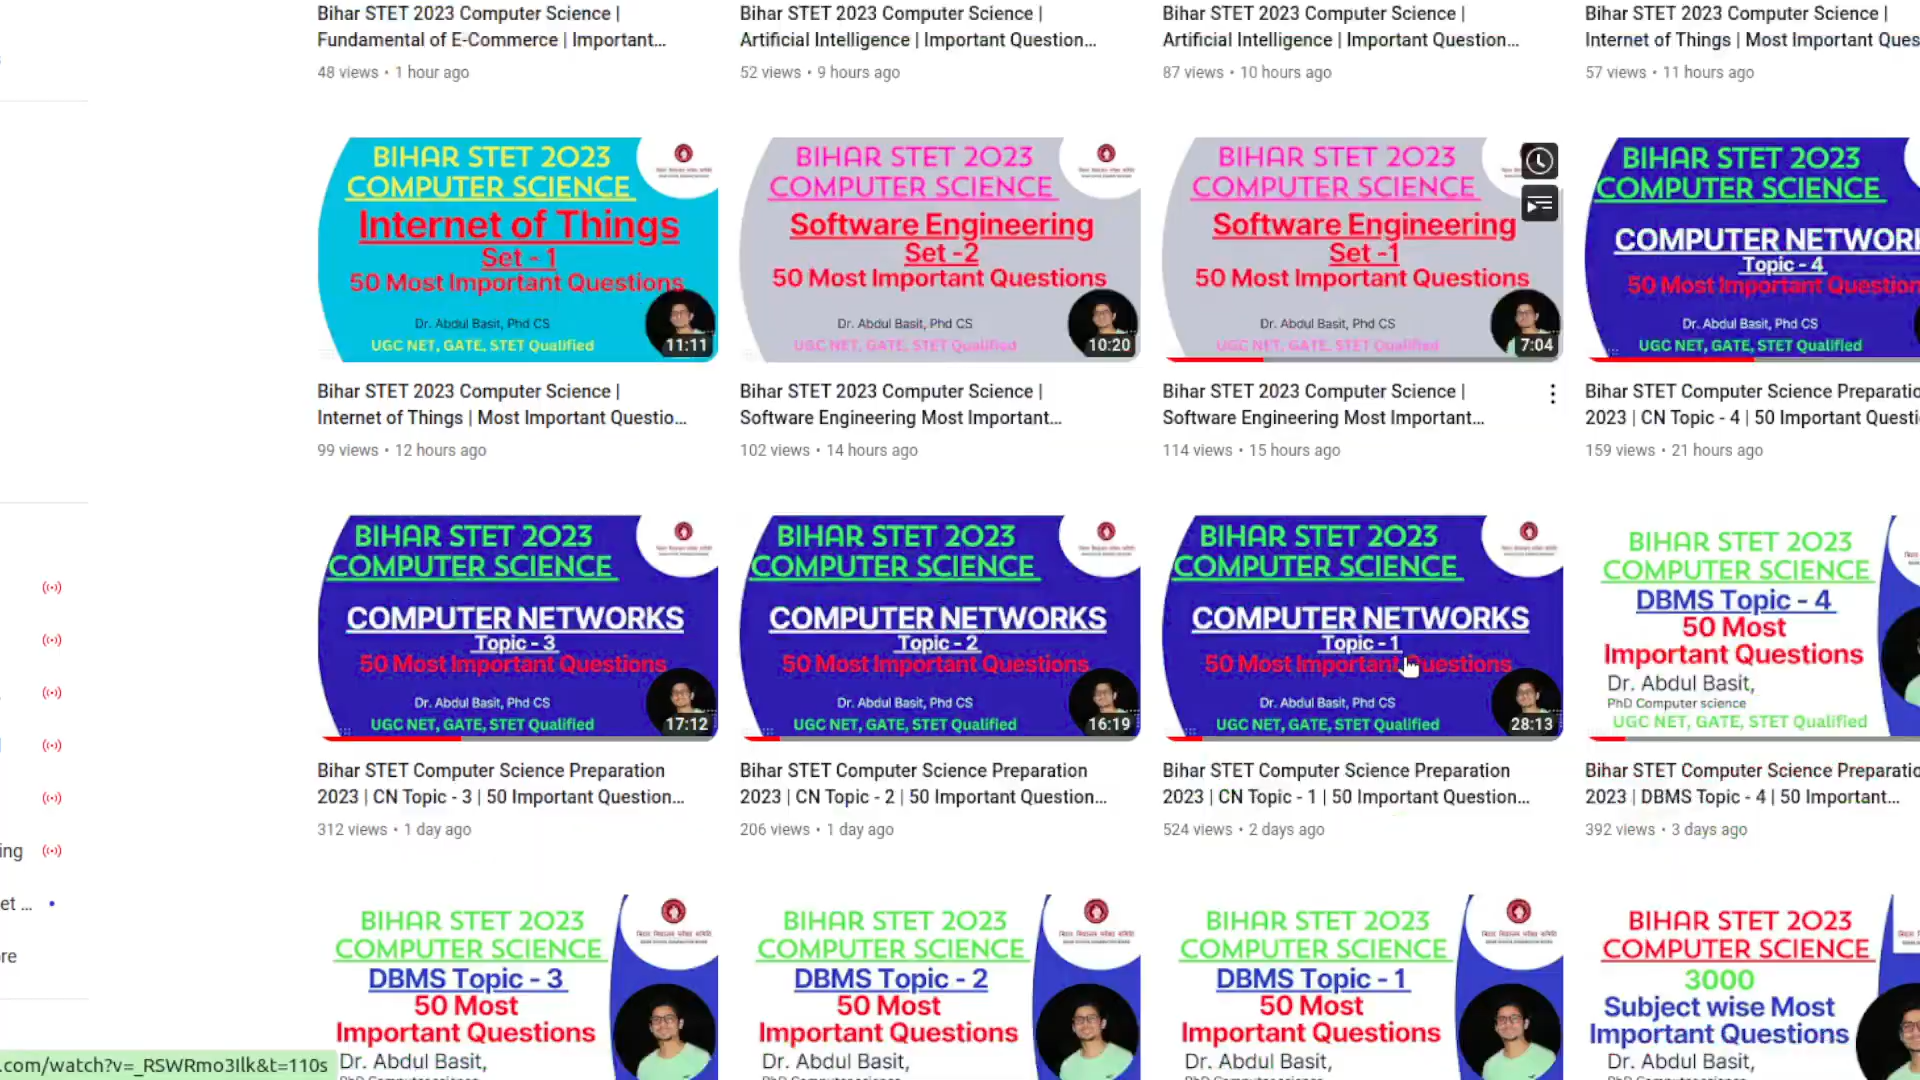 Bihar STET 2023 Computer Science |
Fundamental of E-Commerce | Important...
48 views • 1 hour ago
Bihar STET 2023 Computer Science |
Artificial Intelligence | Important Question...
52 views • 9 hours ago
Bihar STET 2023 Computer Science |
Artificial Intelligence | Important Question...
87 views • 10 hours ago
Bihar STET 2023 Computer Science |
Internet of Things | Most Important Ques
57 views • 11 hours ago
BIHAR STET 2023
COMPUTER SCIENCE
Internet of Things
Set - 1
50 Most Important Questions
Dr. Abdul Basit, Phd CS
UGC NET, GATE, STET Qualified
11:11
Bihar STET 2023 Computer Science |
Internet of Things | Most Important Questio...
99 views • 12 hours ago
BIHAR STET 2023
COMPUTER SCIENCE
Software Engineering
Set -2
50 Most Important Questions
Dr. Abdul Basit, Phd CS
UGC NET, GATE, STET Qualified
10:20
Bihar STET 2023 Computer Science |
Software Engineering Most Important...
102 views • 14 hours ago
BIHAR STET 2023
COMPUTER SCIENCE
Software Engineering
Set -1
50 Most Important Questions
Dr. Abdul Basit, Phd CS
UGC NET, GATE, STET Qualified
7:04
Bihar STET 2023 Computer Science |
Software Engineering Most Important...
114 views • 15 hours ago
BIHAR STET 2023
COMPUTER SCIENCE
COMPUTER NETWOR
Topic - 4
50 Most Important Question
Dr. Abdul Basit, Phd CS
UGC NET, GATE, STET Qualified
Bihar STET Computer Science Preparatio
2023 | CN Topic - 4 | 50 Important Questi
159 views • 21 hours ago
BIHAR STET 2023
COMPUTER SCIENCE
COMPUTER NETWORKS
Topic - 3
50 Most Important Questions
Dr. Abdul Basit, Phd CS
UGC NET, GATE, STET Qualified
17:12
Bihar STET Computer Science Preparation
2023 | CN Topic - 3 | 50 Important Question...
312 views • 1 day ago
BIHAR STET 2023
COMPUTER SCIENCE
COMPUTER NETWORKS
Topic - 2
50 Most Important Questions
Dr. Abdul Basit, Phd CS
UGC NET, GATE, STET Qualified
16:19
Bihar STET Computer Science Preparation
2023 | CN Topic - 2 | 50 Important Question...
206 views • 1 day ago
BIHAR STET 2023
COMPUTER SCIENCE
COMPUTER NETWORKS
Topic - 1
50 Most Important Questions
Dr. Abdul Basit, Phd CS
UGC NET, GATE, STET Qualified
28:13
Bihar STET Computer Science Preparation
2023 | CN Topic - 1 | 50 Important Question...
524 views • 2 days ago
BIHAR STET 2023
COMPUTER SCIENCE
DBMS Topic - 4
50 Most
Important Questions
Dr. Abdul Basit,
PhD Computer science
UGC NET, GATE, STET Qualified
Bihar STET Computer Science Preparatio
2023 | DBMS Topic - 4 | 50 Important...
392 views • 3 days ago
ing
et ...
re
BIHAR STET 2023
COMPUTER SCIENCE
DBMS Topic - 3
50 Most
Important Questions
Dr. Abdul Basit,
BIHAR STET 2023
COMPUTER SCIENCE
DBMS Topic - 2
50 Most
Important Questions
Dr. Abdul Basit,
BIHAR STET 2023
COMPUTER SCIENCE
DBMS Topic - 1
50 Most
Important Questions
Dr. Abdul Basit,
BIHAR STET 2023
COMPUTER SCIENCE
3000
Subject wise Most
Important Questions
Dr. Abdul Basit,
.com/watch?v=_RSWRmo3Ilk&t=110s